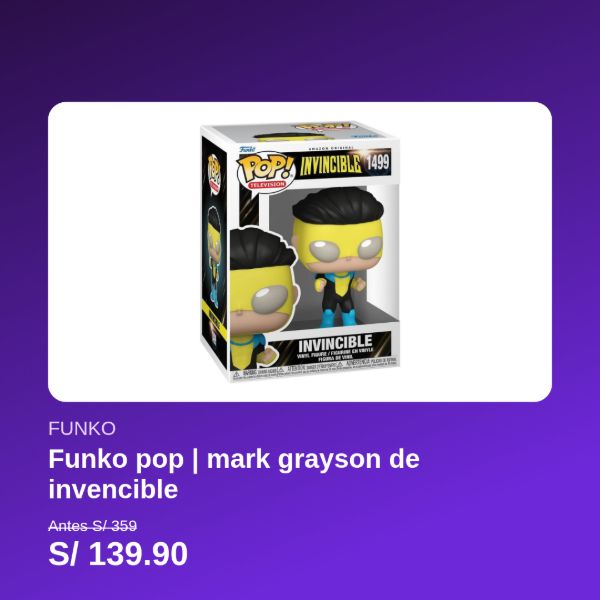 Funko
AMAZON ORIGINAL
POP!
TELEVISION
INVINCIBLE
1499
INVINCIBLE
VINYL FIGURE / FIGURINE EN VINYLE
FIGURA DE VINIL
FUNKO
Funko pop | mark grayson de
invencible
Antes S/ 359
S/ 139.90